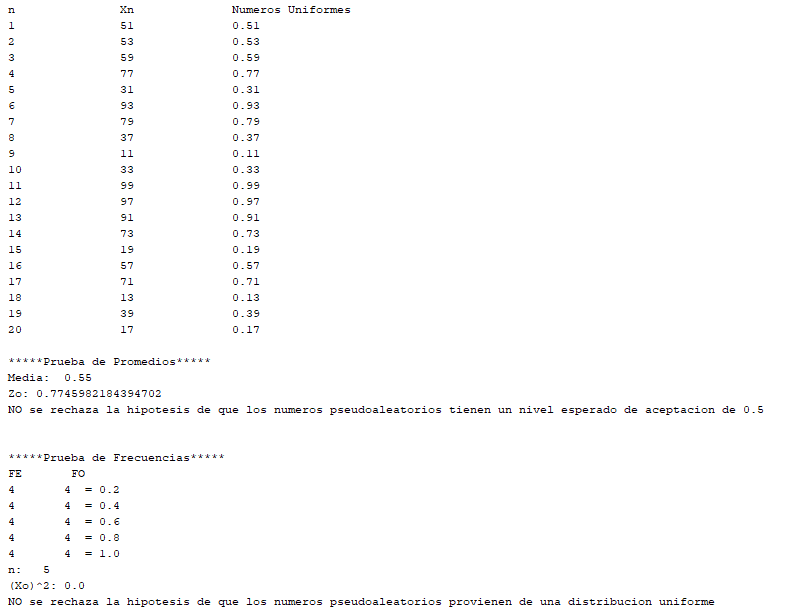 n Xn Numeros Uniformes
1 51 0.51
2 53 0.53
3 59 0.59
4 77 0.77
5 31 0.31
6 93 0.93
7 79 0.79
8 37 0.37
9 11 0.11
10 33 0.33
11 99 0.99
12 97 0.97
13 91 0.91
14 73 0.73
15 19 0.19
16 57 0.57
17 71 0.71
18 13 0.13
19 39 0.39
20 17 0.17
*****Prueba de Promedios*****
Media: 0.55
Zo: 0.7745982184394702
NO se rechaza la hipotesis de que los numeros pseudoaleatorios tienen un nivel esperado de aceptacion de 0.5
*****Prueba de Frecuencias*****
FE FO
4 4 = 0.2
4 4 = 0.4
4 4 = 0.6
4 4 = 0.8
4 4 = 1.0
n: 5
(Xo)^2: 0.0
NO se rechaza la hipotesis de que los numeros pseudoaleatorios provienen de una distribucion uniforme